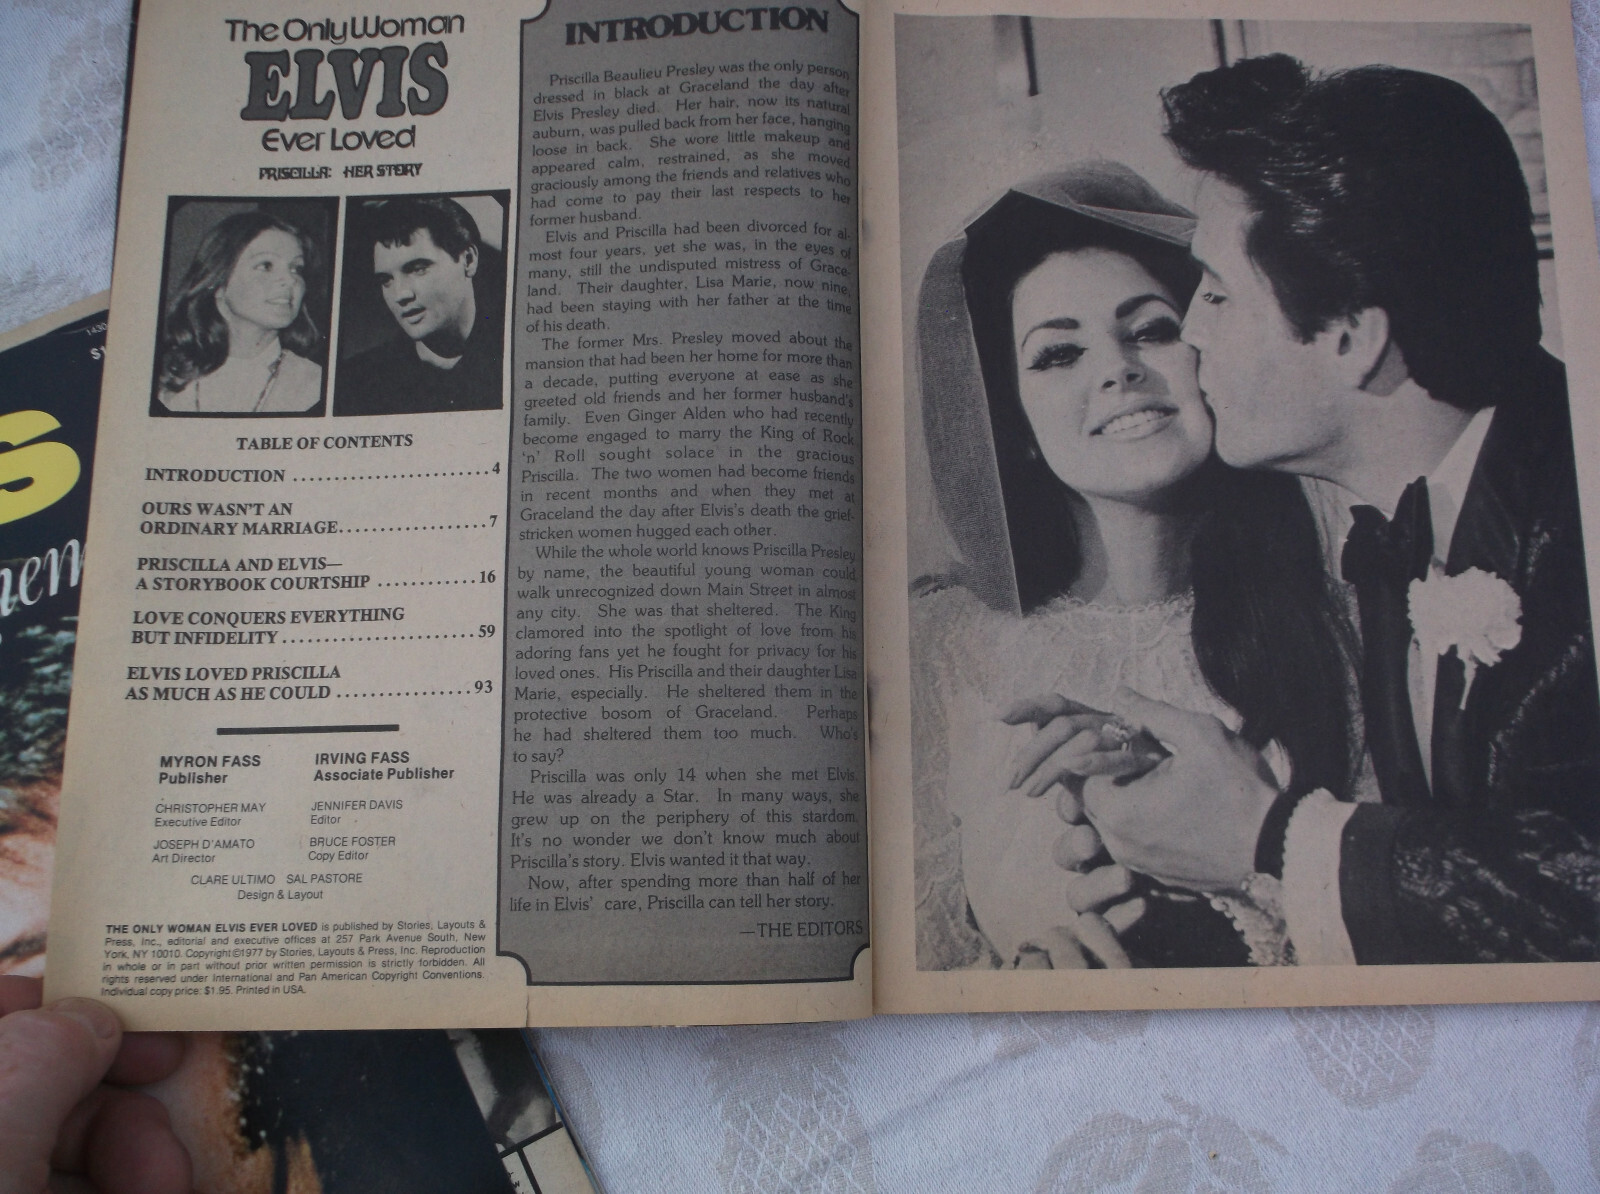 The Only Woman
ELVIS
Ever Loved
PRISCILLA: HER STORY
TABLE OF CONTENTS
INTRODUCTION ........................4
OURS WASN'T AN
ORDINARY MARRIAGE..................7
PRISCILLA AND ELVIS—
A STORYBOOK COURTSHIP ............16
LOVE CONQUERS EVERYTHING
BUT INFIDELITY .......................59
ELVIS LOVED PRISCILLA
AS MUCH AS HE COULD ................93
MYRON FASS
Publisher
IRVING FASS
Associate Publisher
CHRISTOPHER MAY
Executive Editor
JENNIFER DAVIS
Editor
JOSEPH D'AMATO
Art Director
BRUCE FOSTER
Copy Editor
CLARE ULTIMO SAL PASTORE
Design & Layout
THE ONLY WOMAN ELVIS EVER LOVED is published by Stories, Layouts &
Press, Inc., editorial and executive offices at 257 Park Avenue South, New
York, NY 10010. Copyright ©1977 by Stories, Layouts & Press, Inc. Reproduction
in whole or in part without prior written permission is strictly forbidden. All
rights reserved under International and Pan American Copyright Conventions.
Individual copy price: $1.95. Printed in USA.
INTRODUCTION
Priscilla Beaulieu Presley was the only person
dressed in black at Graceland the day after
Elvis Presley died. Her hair, now its natural
auburn, was pulled back from her face, hanging
loose in back. She wore little makeup and
appeared calm, restrained, as she moved
graciously among the friends and relatives who
had come to pay their last respects to her
former husband.
Elvis and Priscilla had been divorced for al-
most four years, yet she was, in the eyes of
many, still the undisputed mistress of Grace-
land. Their daughter, Lisa Marie, now nine,
had been staying with her father at the time
of his death.
The former Mrs. Presley moved about the
mansion that had been her home for more than
a decade, putting everyone at ease as she
greeted old friends and her former husband's
family. Even Ginger Alden who had recently
become engaged to marry the King of Rock
'n' Roll sought solace in the gracious
Priscilla. The two women had become friends
in recent months and when they met at
Graceland the day after Elvis's death the grief-
stricken women hugged each other.
While the whole world knows Priscilla Presley
by name, the beautiful young woman could
walk unrecognized down Main Street in almost
any city. She was that sheltered. The King
clamored into the spotlight of love from his
adoring fans yet he fought for privacy for his
loved ones. His Priscilla and their daughter Lisa
Marie, especially. He sheltered them in the
protective bosom of Graceland. Perhaps
he had sheltered them too much. Who's
to say?
Priscilla was only 14 when she met Elvis.
He was already a Star. In many ways, she
grew up on the periphery of this stardom.
It's no wonder we don't know much about
Priscilla's story. Elvis wanted it that way.
Now, after spending more than half of her
life in Elvis' care, Priscilla can tell her story.
—THE EDITORS